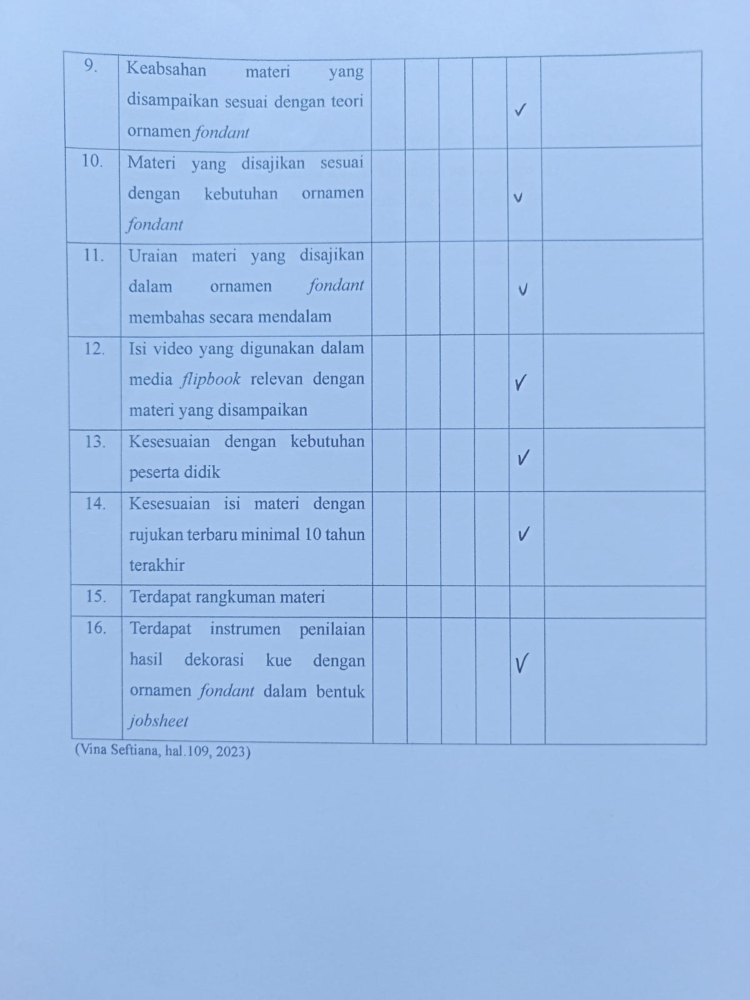 9. Keabsahan materi yang
disampaikan sesuai dengan teori
ornamen fondant
✓
10. Materi yang disajikan sesuai
dengan kebutuhan ornamen
fondant
✓
11. Uraian materi yang disajikan
dalam ornamen fondant
membahas secara mendalam
✓
12. Isi video yang digunakan dalam
media flipbook relevan dengan
materi yang disampaikan
✓
13. Kesesuaian dengan kebutuhan
peserta didik
✓
14. Kesesuaian isi materi dengan
rujukan terbaru minimal 10 tahun
terakhir
✓
15. Terdapat rangkuman materi
16. Terdapat instrumen penilaian
hasil dekorasi kue dengan
ornamen fondant dalam bentuk
jobsheet
✓
(Vina Seftiana, hal.109, 2023)